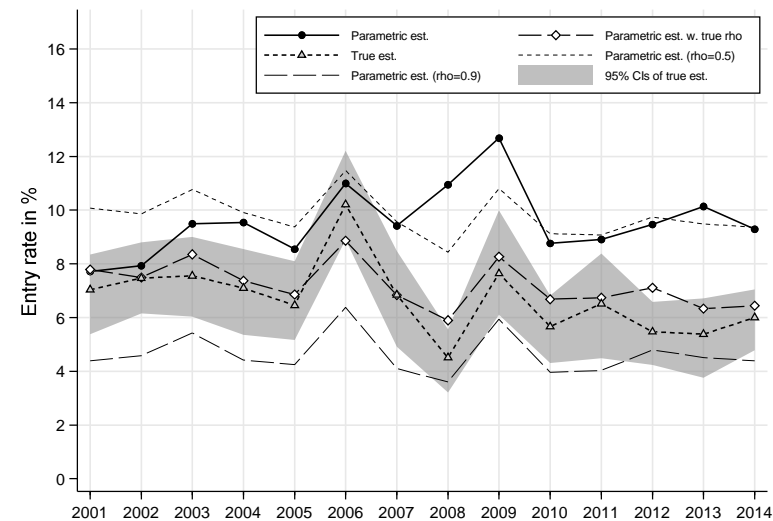 Parametric est.
Parametric est. w. true rho
True est.
Parametric est. (rho=0.5)
Parametric est. (rho=0.9)
95% CIs of true est.
Entry rate in %
16
14
12
10
8
6
4
2
0
2001 2002 2003 2004 2005 2006 2007 2008 2009 2010 2011 2012 2013 2014